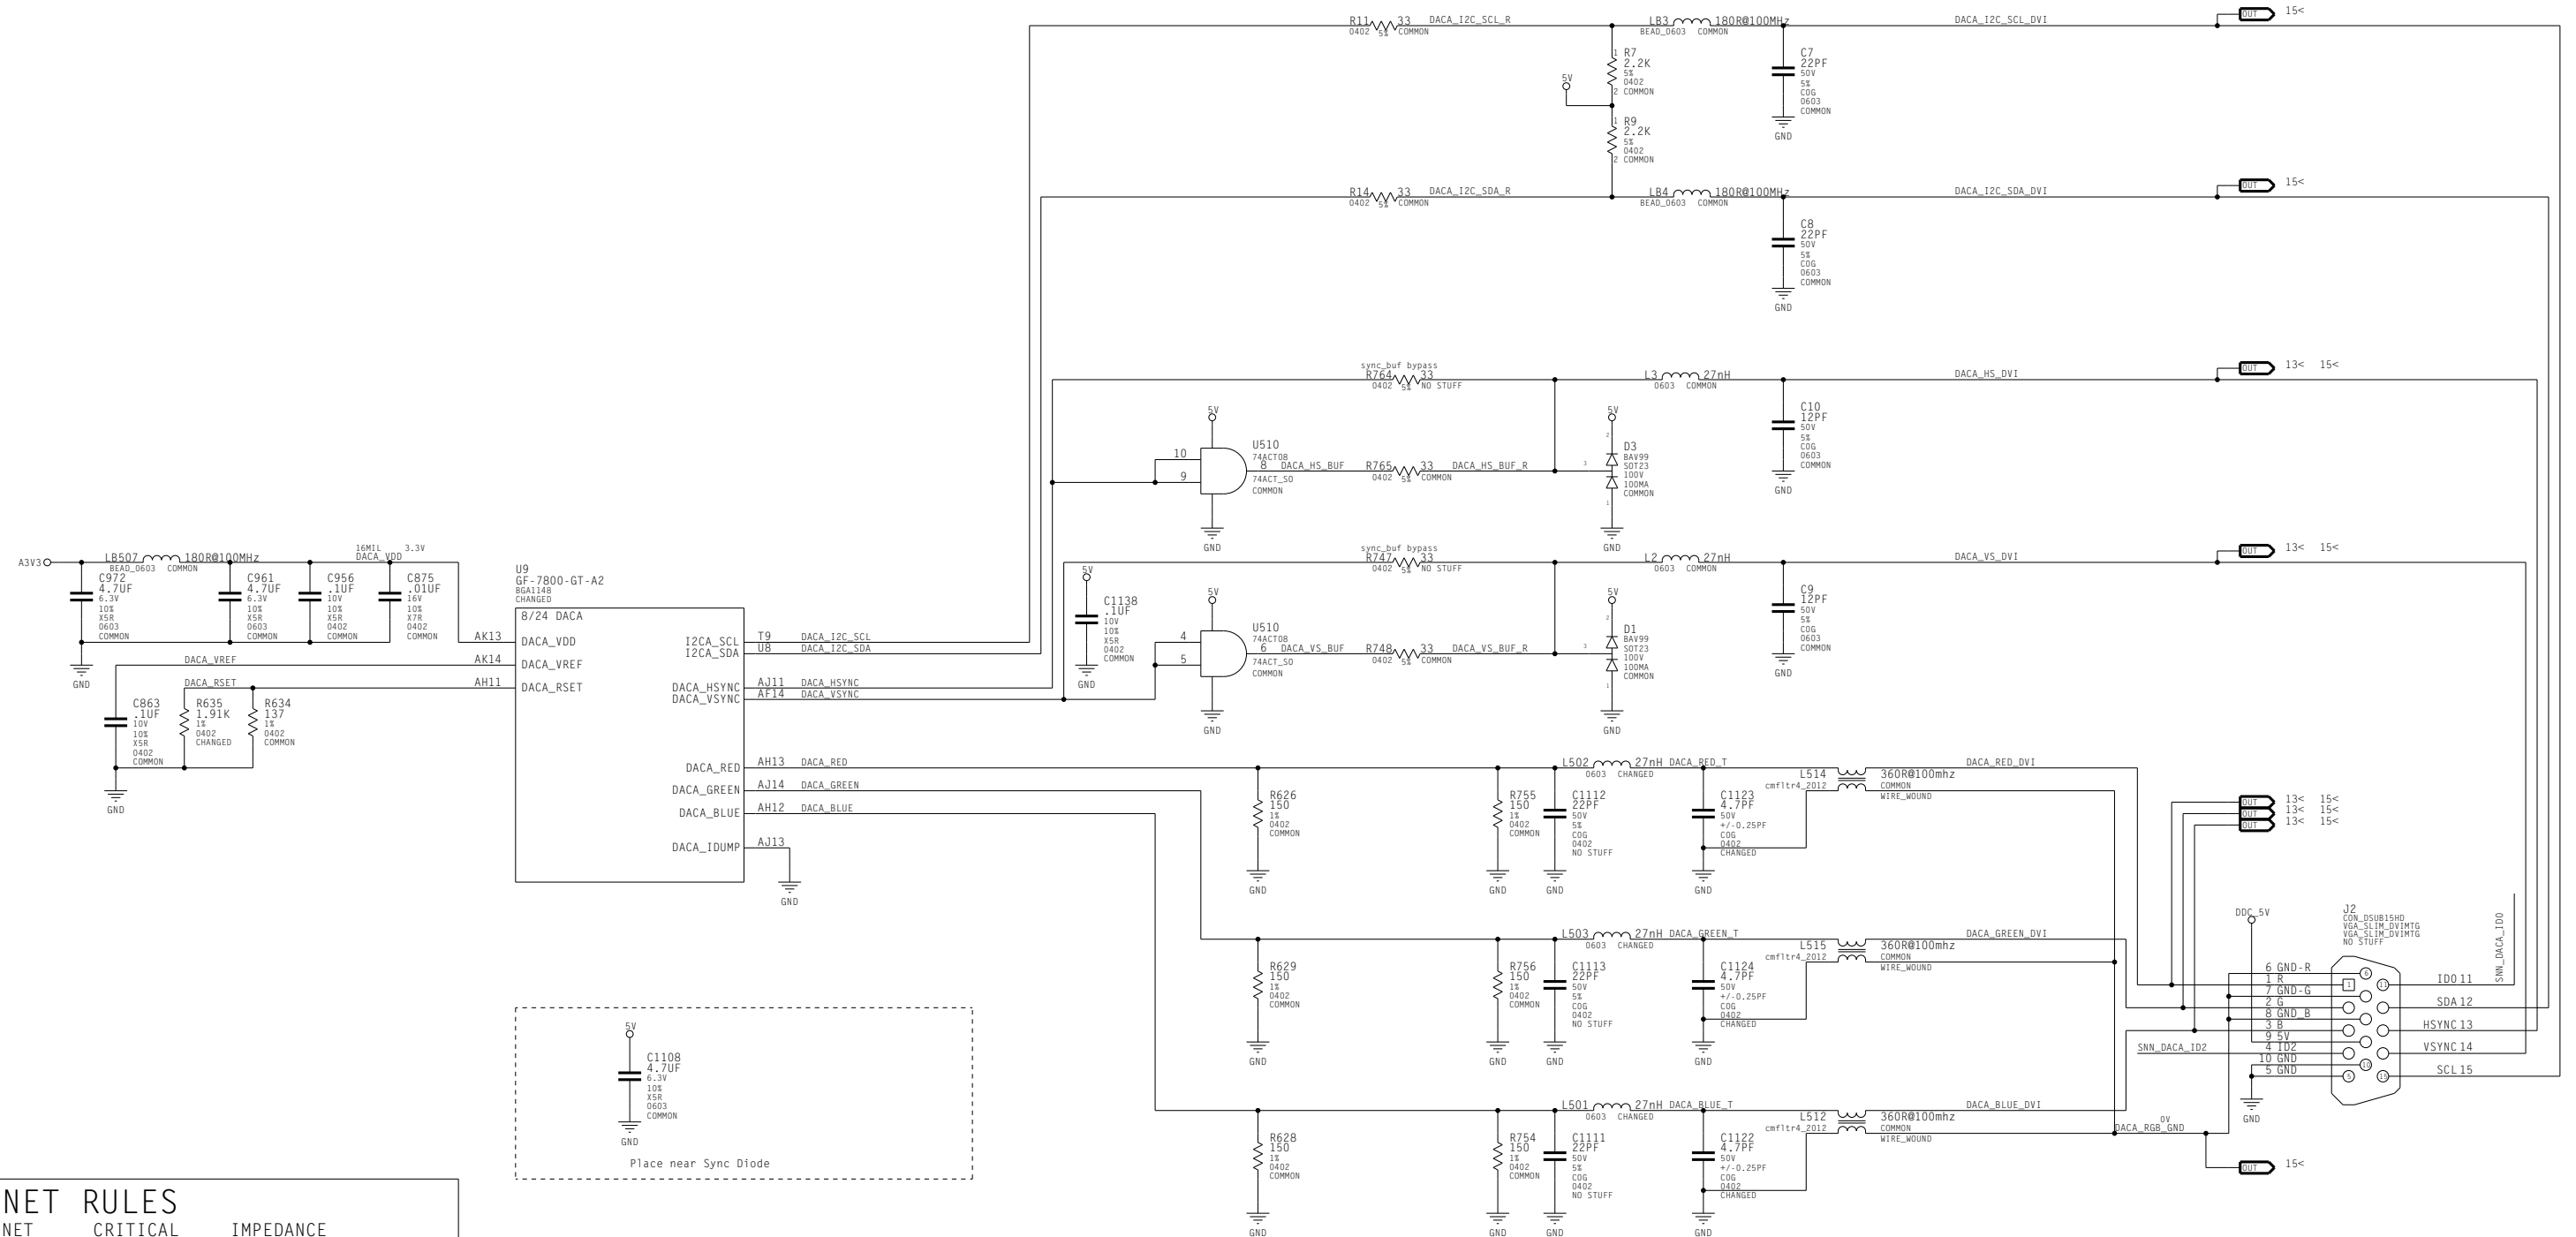 R11 33 DACA_I2C_SCL_R
0402 5% COMMON
LB3 180R@100MHz
BEAD_0603 COMMON
DACA_I2C_SCL_DVI
OUT 15<
1 R7
2.2K
5%
0402
2 COMMON
5V
1 R9
2.2K
5%
0402
2 COMMON
C7
22PF
50V
5%
COG
0603
COMMON
GND
R14 33 DACA_I2C_SDA_R
0402 5% COMMON
LB4 180R@100MHz
BEAD_0603 COMMON
DACA_I2C_SDA_DVI
OUT 15<
C8
22PF
50V
5%
COG
0603
COMMON
GND
sync_buf bypass
R764 33
0402 5% NO STUFF
L3 27nH
0603 COMMON
DACA_HS_DVI
OUT 13< 15<
5V
10
9
U510
74ACT08
8 DACA_HS_BUF
74ACT_SO
COMMON
GND
R765 33 DACA_HS_BUF_R
0402 5% COMMON
5V
2
3
1
D3
BAV99
SOT23
100V
100MA
COMMON
GND
C10
12PF
50V
5%
COG
0603
COMMON
GND
sync_buf bypass
R747 33
0402 5% NO STUFF
L2 27nH
0603 COMMON
DACA_VS_DVI
OUT 13< 15<
5V
C1138
.1UF
10V
10%
X5R
0402
COMMON
GND
5V
4
5
U510
74ACT08
6 DACA_VS_BUF
74ACT_SO
COMMON
GND
R748 33 DACA_VS_BUF_R
0402 5% COMMON
5V
2
3
1
D1
BAV99
SOT23
100V
100MA
COMMON
GND
C9
12PF
50V
5%
COG
0603
COMMON
GND
A3V3
LB507 180R@100MHz
BEAD_0603 COMMON
16MIL 3.3V
DACA_VDD
C972
4.7UF
6.3V
10%
X5R
0603
COMMON
GND
C961
4.7UF
6.3V
10%
X5R
0603
COMMON
C956
.1UF
10V
10%
X5R
0402
COMMON
C875
.01UF
16V
10%
X7R
0402
COMMON
DACA_VREF
DACA_RSET
C863
.1UF
10V
10%
X5R
0402
COMMON
GND
R635
1.91K
1%
0402
CHANGED
R634
137
1%
0402
COMMON
U9
GF-7800-GT-A2
BGA1148
CHANGED
8/24 DACA
AK13 DACA_VDD
AK14 DACA_VREF
AH11 DACA_RSET
I2CA_SCL T9 DACA_I2C_SCL
I2CA_SDA U8 DACA_I2C_SDA
DACA_HSYNC AJ11 DACA_HSYNC
DACA_VSYNC AF14 DACA_VSYNC
DACA_RED AH13 DACA_RED
DACA_GREEN AJ14 DACA_GREEN
DACA_BLUE AH12 DACA_BLUE
DACA_IDUMP AJ13
GND
R626
150
1%
0402
COMMON
GND
R755
150
1%
0402
COMMON
GND
C1112
22PF
50V
5%
COG
0402
NO STUFF
GND
L502 27nH DACA_RED_T
0603 CHANGED
C1123
4.7PF
50V
+/-0.25PF
COG
0402
CHANGED
GND
L514 360R@100mhz
cmfltr4_2012 COMMON
WIRE_WOUND
DACA_RED_DVI
OUT 13< 15<
OUT 13< 15<
OUT 13< 15<
R629
150
1%
0402
COMMON
GND
R756
150
1%
0402
COMMON
GND
C1113
22PF
50V
5%
COG
0402
NO STUFF
GND
L503 27nH DACA_GREEN_T
0603 CHANGED
C1124
4.7PF
50V
+/-0.25PF
COG
0402
CHANGED
GND
L515 360R@100mhz
cmfltr4_2012 COMMON
WIRE_WOUND
DACA_GREEN_DVI
R628
150
1%
0402
COMMON
GND
R754
150
1%
0402
COMMON
GND
C1111
22PF
50V
5%
COG
0402
NO STUFF
GND
L501 27nH DACA_BLUE_T
0603 CHANGED
C1122
4.7PF
50V
+/-0.25PF
COG
0402
CHANGED
GND
L512 360R@100mhz
cmfltr4_2012 COMMON
WIRE_WOUND
DACA_BLUE_DVI
0V
DACA_RGB_GND
OUT 15<
DDC_5V
J2
CON_DSUB15HD
VGA_SLIM_DVIMTG
VGA_SLIM_DVIMTG
NO STUFF
SNN_DACA_ID0
6 GND-R
1 R
7 GND-G
2 G
8 GND_B
3 B
9 5V
SNN_DACA_ID2 4 ID2
10 GND
5 GND
GND
6
1
11
10
5
15
ID0 11
SDA 12
HSYNC 13
VSYNC 14
SCL 15
5V
C1108
4.7UF
6.3V
10%
X5R
0603
COMMON
GND
Place near Sync Diode
NET RULES
NET CRITICAL IMPEDANCE